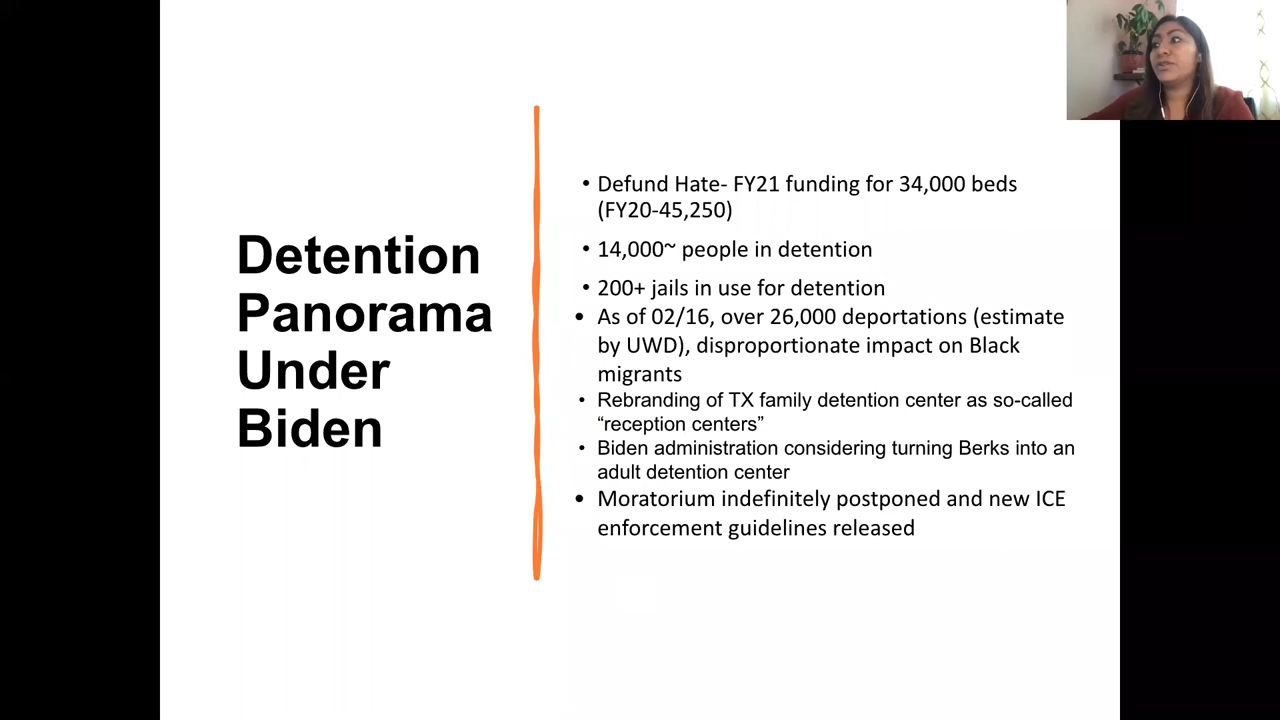 Detention
Panorama
Under
Biden
• Defund Hate- FY21 funding for 34,000 beds
(FY20-45,250)
• 14,000~ people in detention
• 200+ jails in use for detention
• As of 02/16, over 26,000 deportations (estimate
by UWD), disproportionate impact on Black
migrants
• Rebranding of TX family detention center as so-called
“reception centers”
• Biden administration considering turning Berks into an
adult detention center
• Moratorium indefinitely postponed and new ICE
enforcement guidelines released